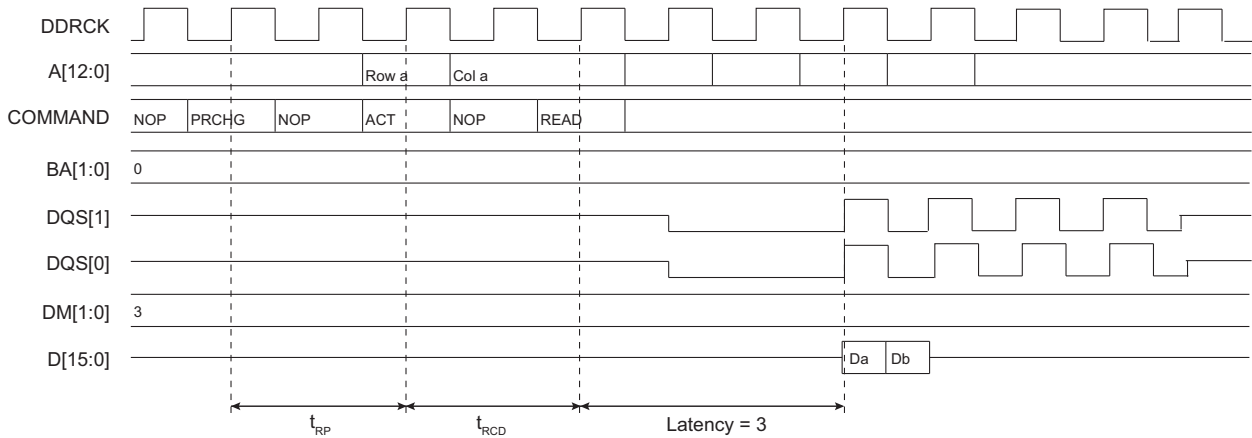 DDRCK
A[12:0] Row a Col a
COMMAND NOP PRCHG NOP ACT NOP READ
BA[1:0] 0
DQS[1]
DQS[0]
DM[1:0] 3
D[15:0] Da Db
tRP tRCD Latency = 3